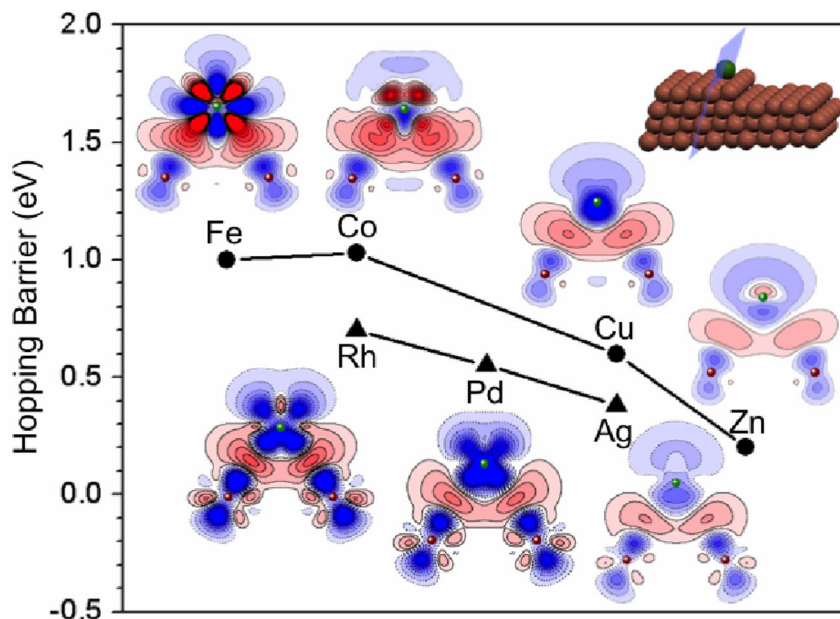 2.0
1.5
1.0
0.5
0.0
-0.5
Hopping Barrier (eV)
Fe
Co
Cu
Zn
Rh
Pd
Ag